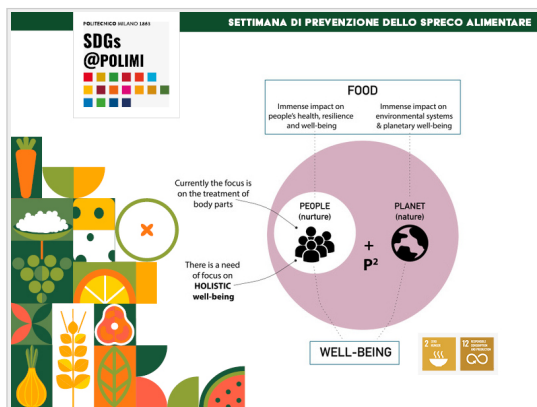 POLITECNICO MILANO 1863
SETTIMANA DI PREVENZIONE DELLO SPRECO ALIMENTARE
SDGs
@POLIMI
FOOD
Immense impact on
people's health, resilience
and well-being
Immense impact on
environmental systems
& planetary well-being
Currently the focus is
on the treatment of
body parts
PEOPLE
(nurture)
PLANET
(nature)
+
P²
There is a need
of focus on
HOLISTIC
well-being
WELL-BEING
2
12